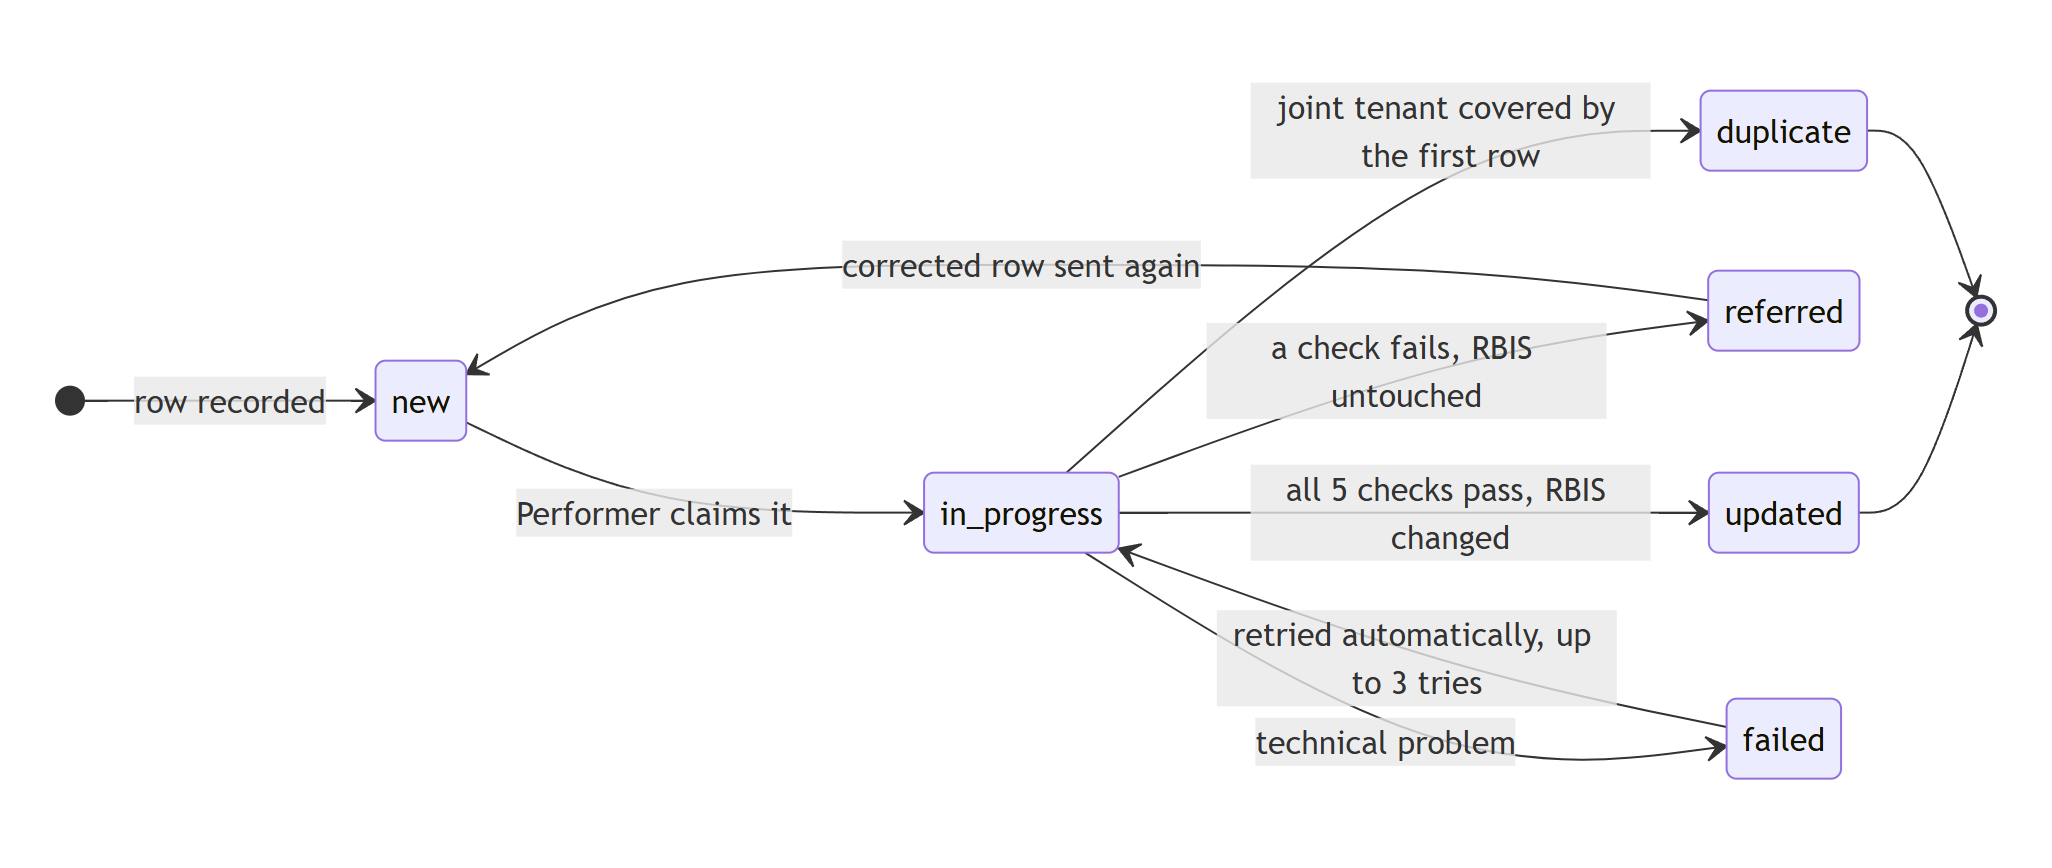 joint tenant covered by
the first row
duplicate
corrected row sent again
referred
a check fails, RBIS
untouched
row recorded
new
Performer claims it
in_progress
all 5 checks pass, RBIS
changed
updated
retried automatically, up
to 3 tries
technical problem
failed